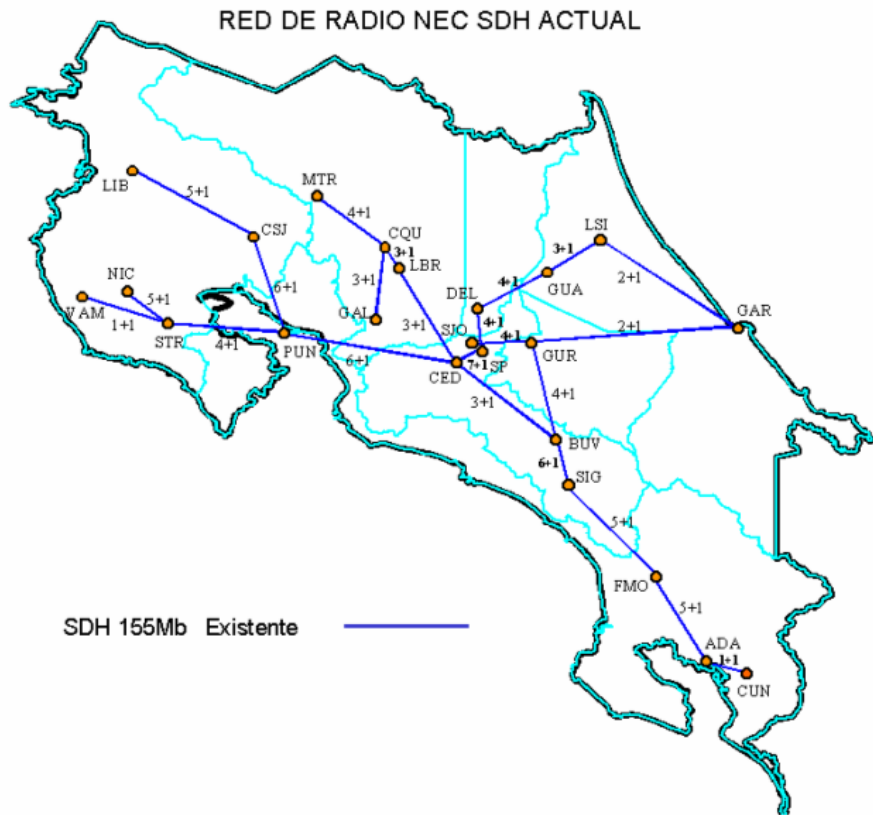 RED DE RADIO NEC SDH ACTUAL
MTR
LIB
5+1
4+1
CSJ
CQU
LSI
3+1
3+1
LBR
NIC
6+1
4+1
GUA
2+1
VAM
5+1
3+1
DEL
1+1
GAL
4+1
GAR
STR
SJO
4+1
2+1
4+1
PUN
3+1
6+1
CED
7+1
SP
GUR
3+1
4+1
BUV
6+1
SIG
5+1
FMO
5+1
SDH 155Mb Existente
ADA
1+1
CUN